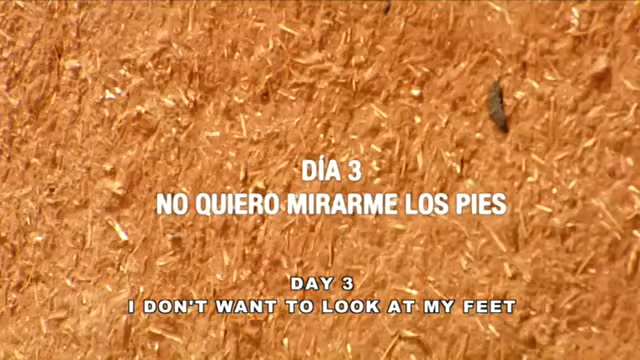 DÍA 3
NO QUIERO MIRARME LOS PIES
DAY 3
I DON'T WANT TO LOOK AT MY FEET